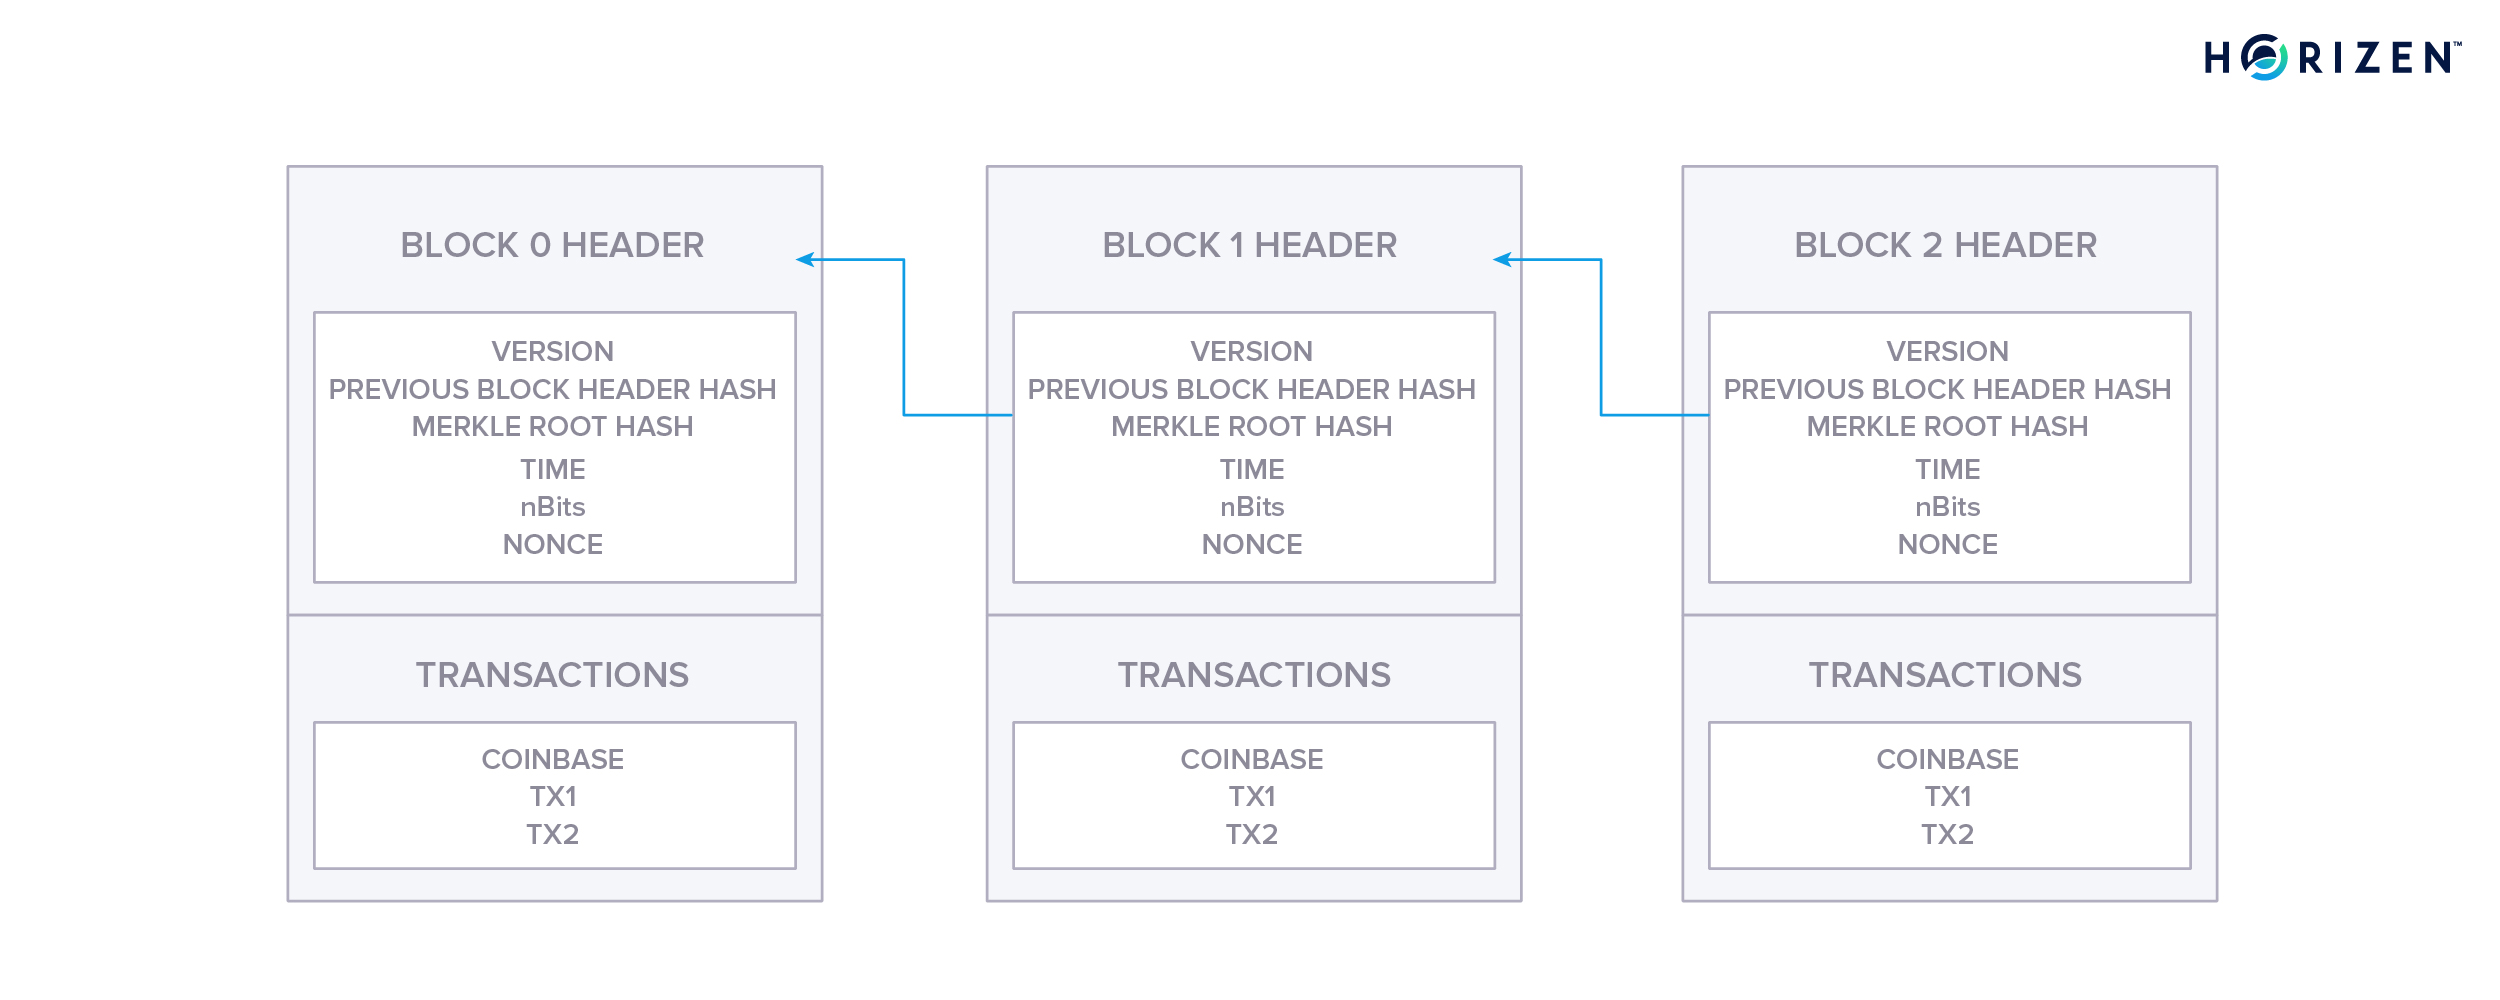 HORIZEN™
BLOCK 0 HEADER
VERSION
PREVIOUS BLOCK HEADER HASH
MERKLE ROOT HASH
TIME
nBits
NONCE
TRANSACTIONS
COINBASE
TX1
TX2
BLOCK 1 HEADER
VERSION
PREVIOUS BLOCK HEADER HASH
MERKLE ROOT HASH
TIME
nBits
NONCE
TRANSACTIONS
COINBASE
TX1
TX2
BLOCK 2 HEADER
VERSION
PREVIOUS BLOCK HEADER HASH
MERKLE ROOT HASH
TIME
nBits
NONCE
TRANSACTIONS
COINBASE
TX1
TX2